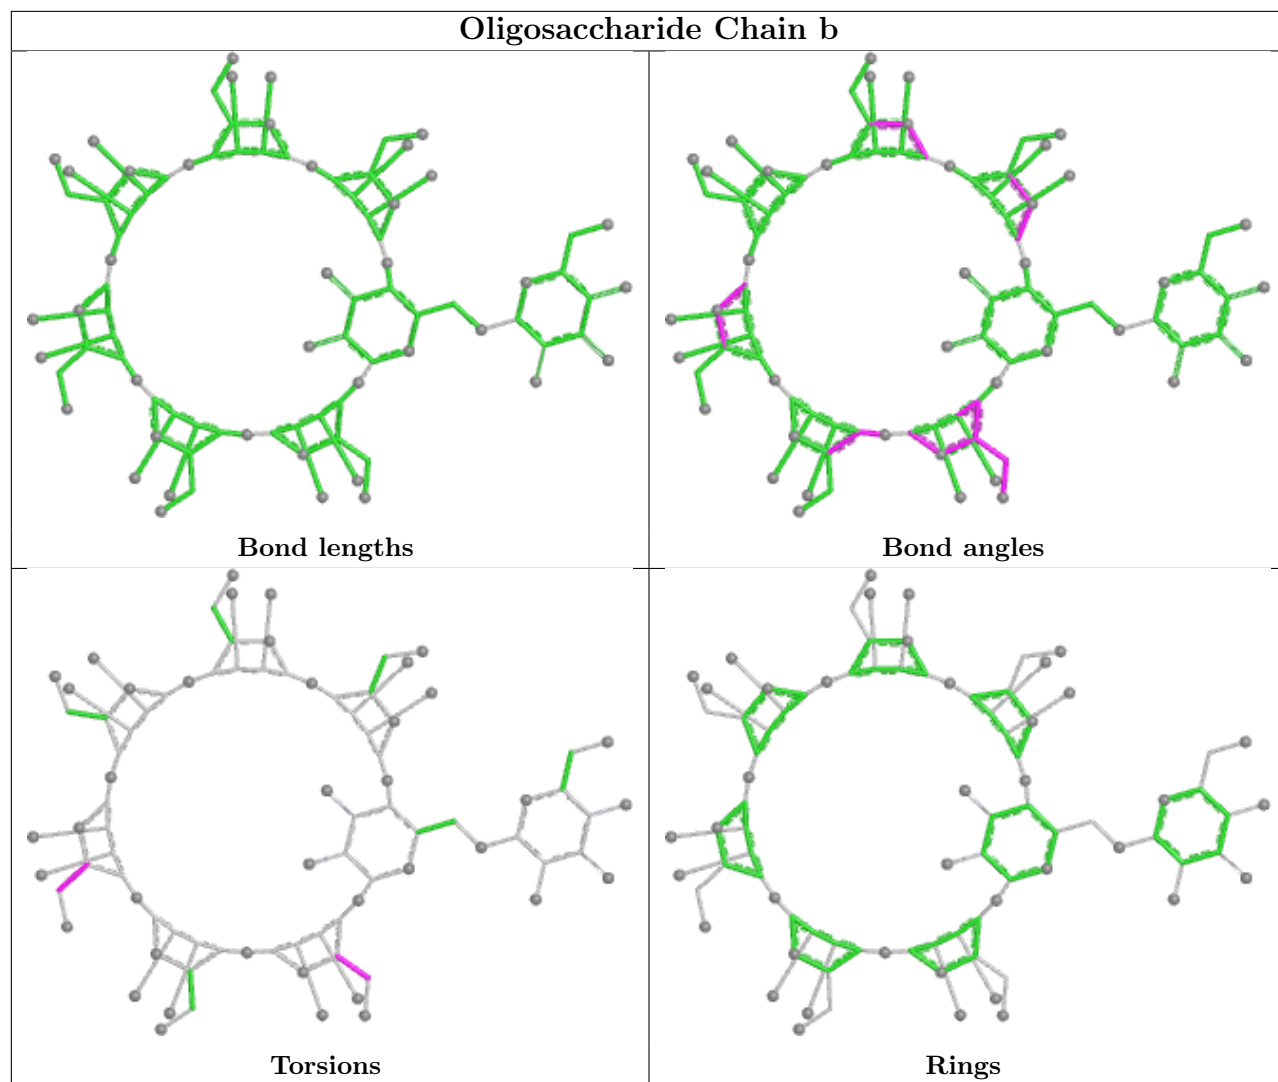 Oligosaccharide Chain b
Bond lengths
Bond angles
Torsions
Rings